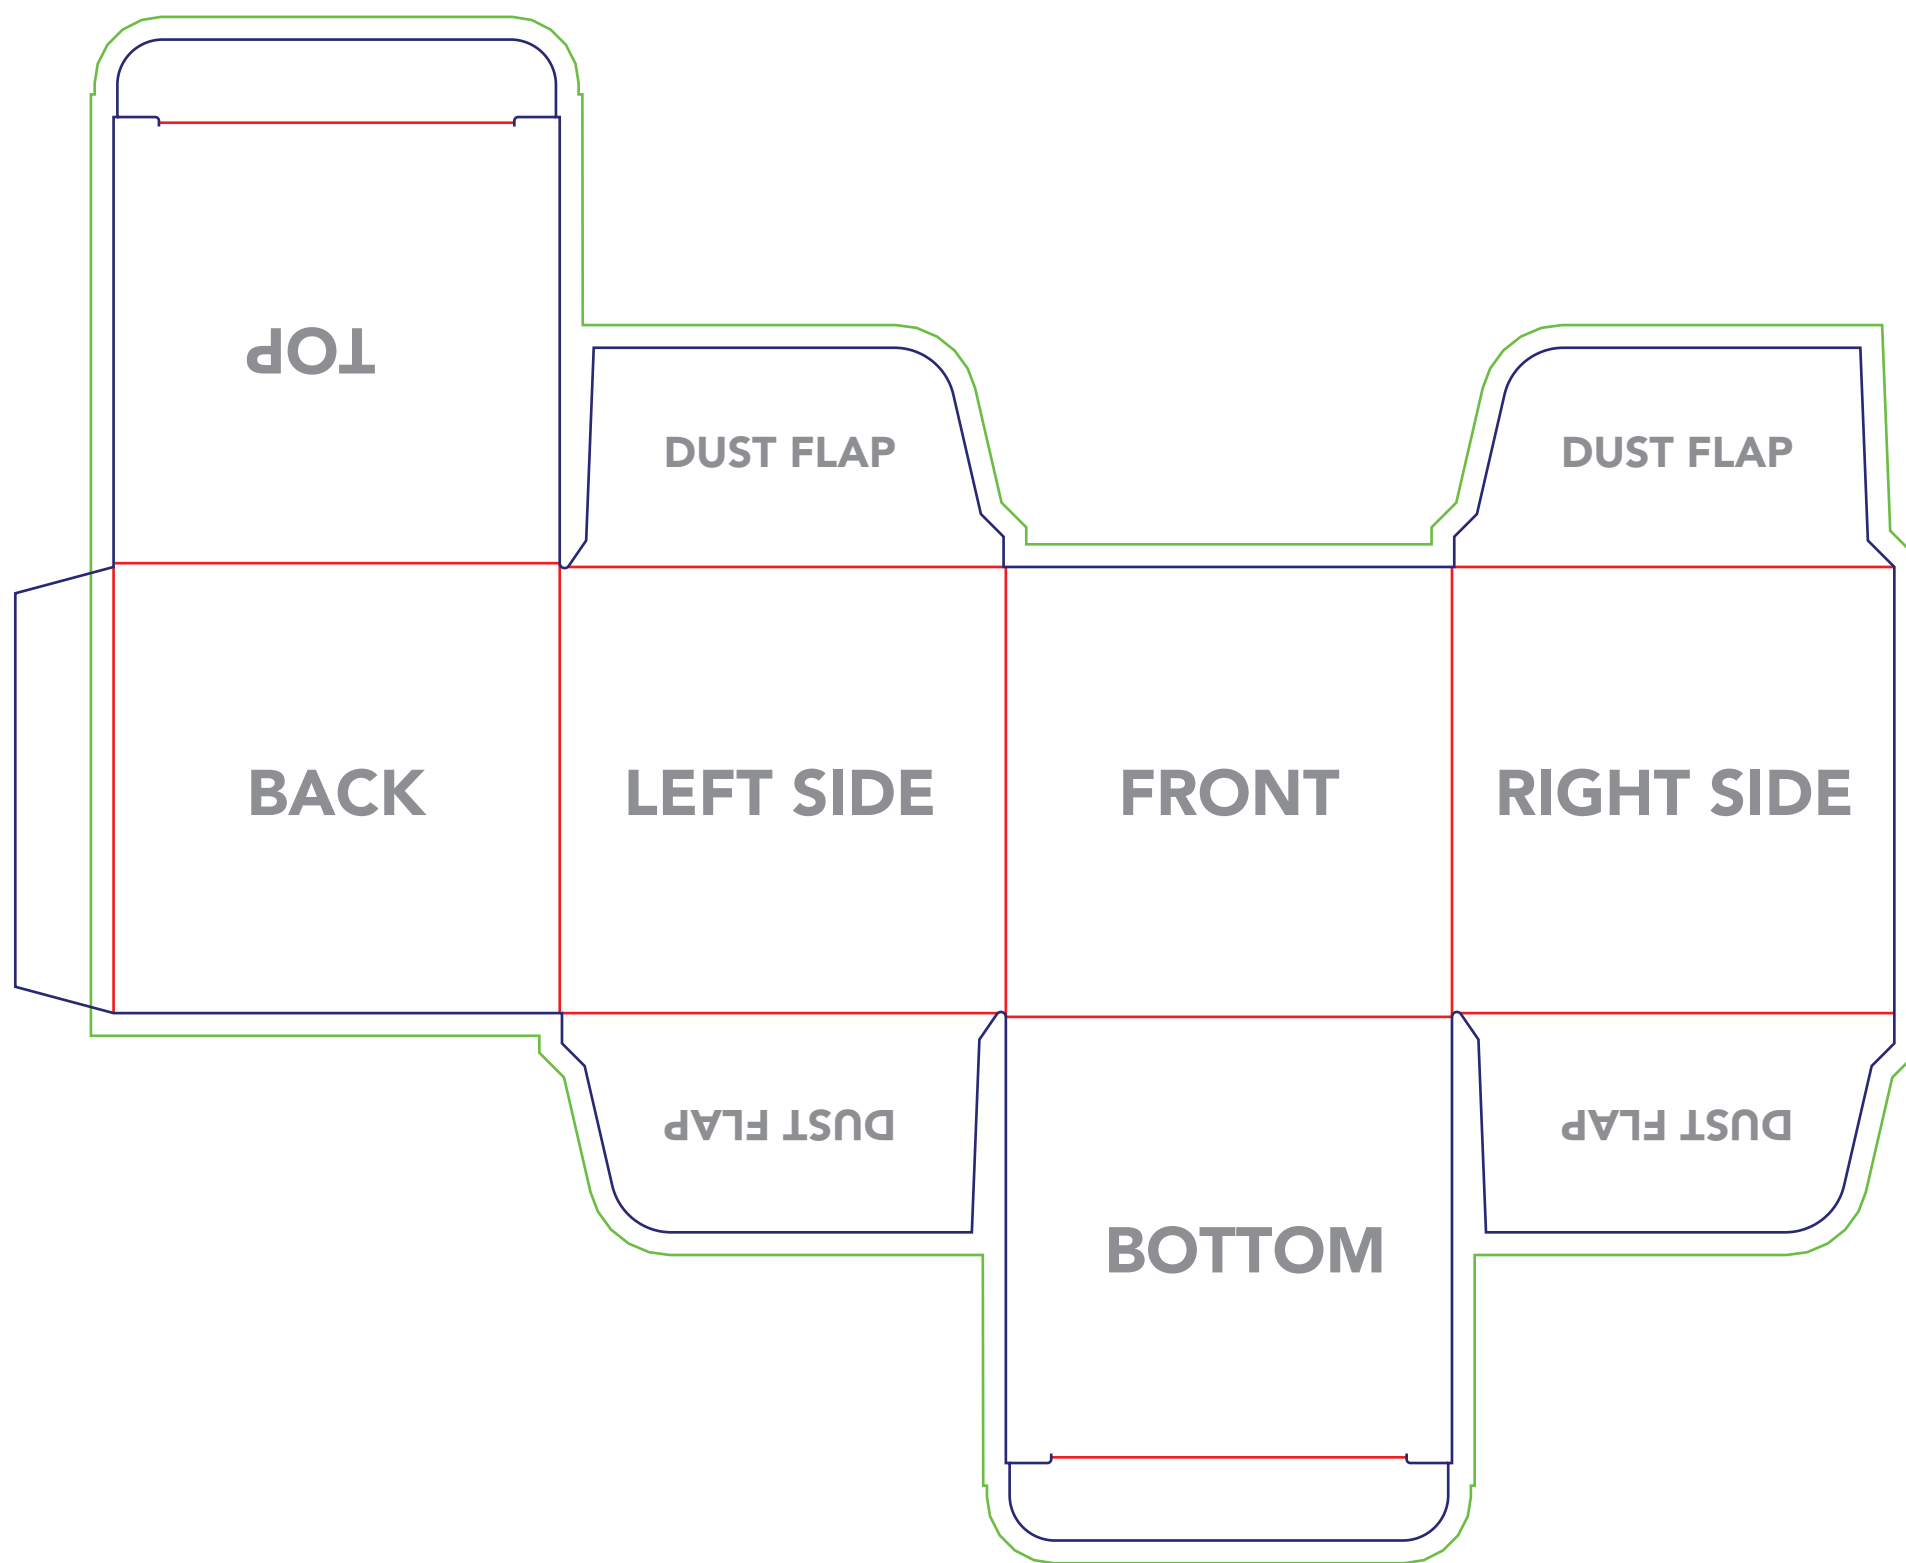 TOP
DUST FLAP
DUST FLAP
BACK
LEFT SIDE
FRONT
RIGHT SIDE
DUST FLAP
DUST FLAP
BOTTOM